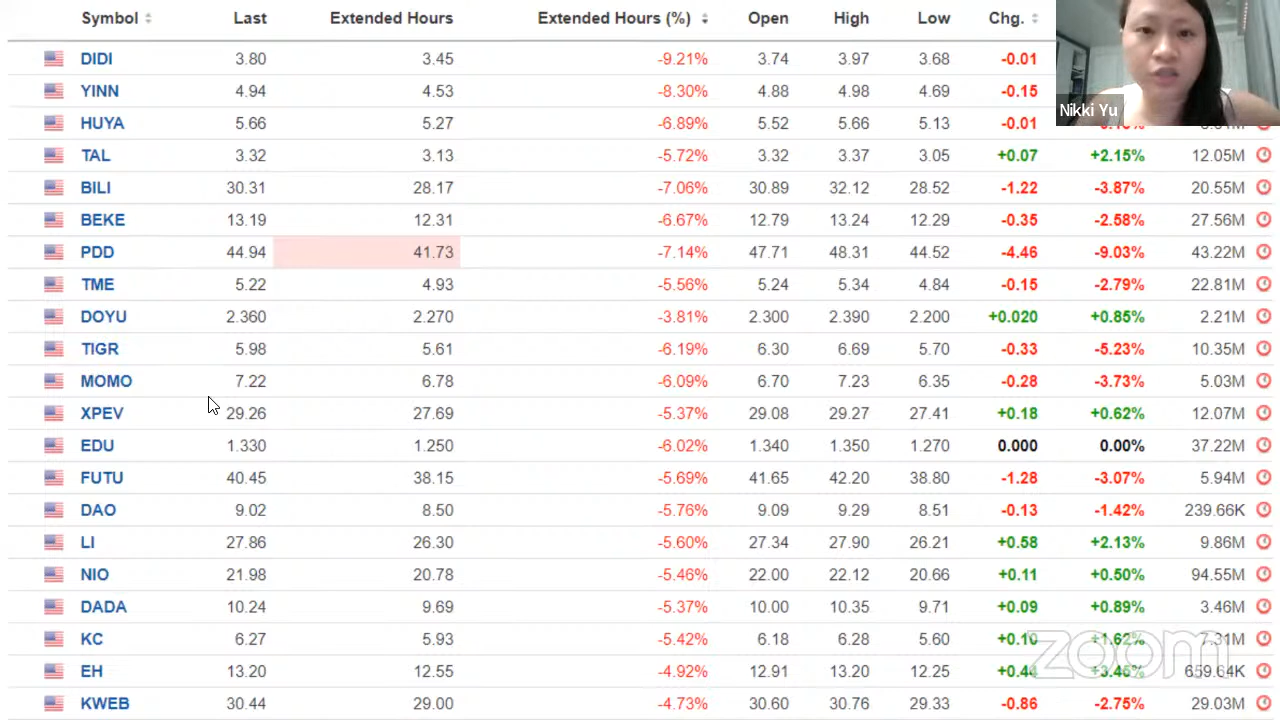 Symbol Last Extended Hours Extended Hours (%) Open High Low Chg.
DIDI 3.80 3.45 -9.21% 3.74 3.97 3.68 -0.01
YINN 4.94 4.53 -8.30% 4.88 4.98 4.69 -0.15
Nikki Yu
HUYA 5.66 5.27 -6.89% 5.52 5.66 5.13 -0.01
TAL 3.32 3.13 -5.72% 3.32 3.37 3.05 +0.07 +2.15% 12.05M
BILI 30.31 28.17 -7.06% 30.89 32.12 28.52 -1.22 -3.87% 20.55M
BEKE 13.19 12.31 -6.67% 12.79 13.24 12.29 -0.35 -2.58% 27.56M
PDD 44.94 41.73 -7.14% 47.71 48.31 44.52 -4.46 -9.03% 43.22M
TME 5.22 4.93 -5.56% 5.24 5.34 4.84 -0.15 -2.79% 22.81M
DOYU 2.360 2.270 -3.81% 2.300 2.390 2.200 +0.020 +0.85% 2.21M
TIGR 5.98 5.61 -6.19% 6.30 6.69 5.70 -0.33 -5.23% 10.35M
MOMO 7.22 6.78 -6.09% 6.70 7.23 6.35 -0.28 -3.73% 5.03M
XPEV 29.26 27.69 -5.37% 29.08 29.27 27.41 +0.18 +0.62% 12.07M
EDU 1.330 1.250 -6.02% 1.340 1.350 1.270 0.000 0.00% 37.22M
FUTU 40.45 38.15 -5.69% 41.65 42.20 38.80 -1.28 -3.07% 5.94M
DAO 9.02 8.50 -5.76% 9.09 9.29 8.51 -0.13 -1.42% 239.66K
LI 27.86 26.30 -5.60% 27.34 27.90 26.21 +0.58 +2.13% 9.86M
NIO 21.98 20.78 -5.46% 22.00 22.12 20.66 +0.11 +0.50% 94.55M
DADA 10.24 9.69 -5.37% 10.00 10.35 9.71 +0.09 +0.89% 3.46M
KC 6.27 5.93 -5.42% 6.18 6.28 5.60 +0.10 +1.62% 7.31M
zoom
EH 13.20 12.55 -4.92% 12.91 13.20 12.25 +0.44 +3.46% 659.64K
KWEB 30.44 29.00 -4.73% 30.60 30.76 29.33 -0.86 -2.75% 29.03M